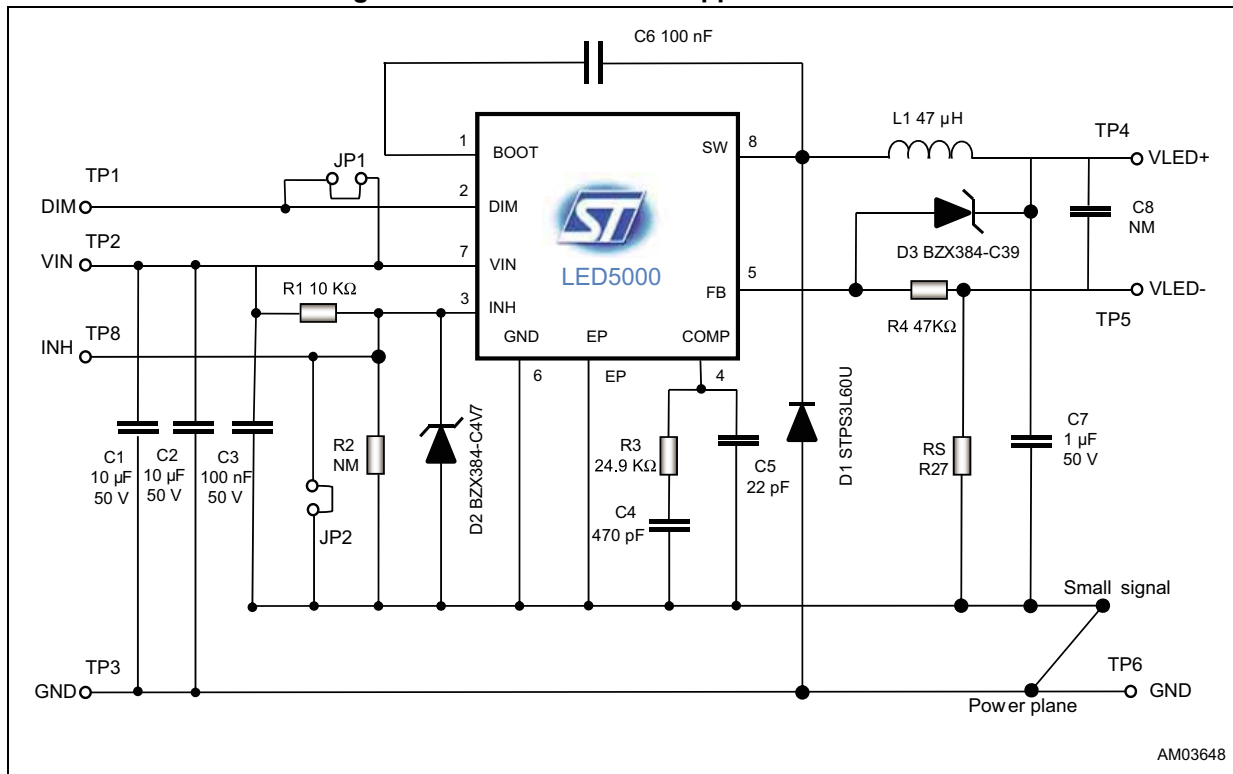 C6 100 nF
L1 47 µH
TP4
VLED+
1
BOOT
SW
8
JP1
TP1
DIM
2
DIM
ST
LED5000
C8
NM
D3 BZX384-C39
TP2
VIN
7
VIN
5
FB
VLED-
R1 10 KΩ
3
INH
R4 47KΩ
TP5
TP8
INH
GND
EP
COMP
6
EP
4
C1
10 µF
50 V
C2
10 µF
50 V
C3
100 nF
50 V
R2
NM
D2 BZX384-C4V7
R3
24.9 KΩ
C5
22 pF
D1 STPS3L60U
RS
R27
C7
1 µF
50 V
C4
470 pF
JP2
Small signal
TP3
GND
TP6
GND
Power plane
AM03648